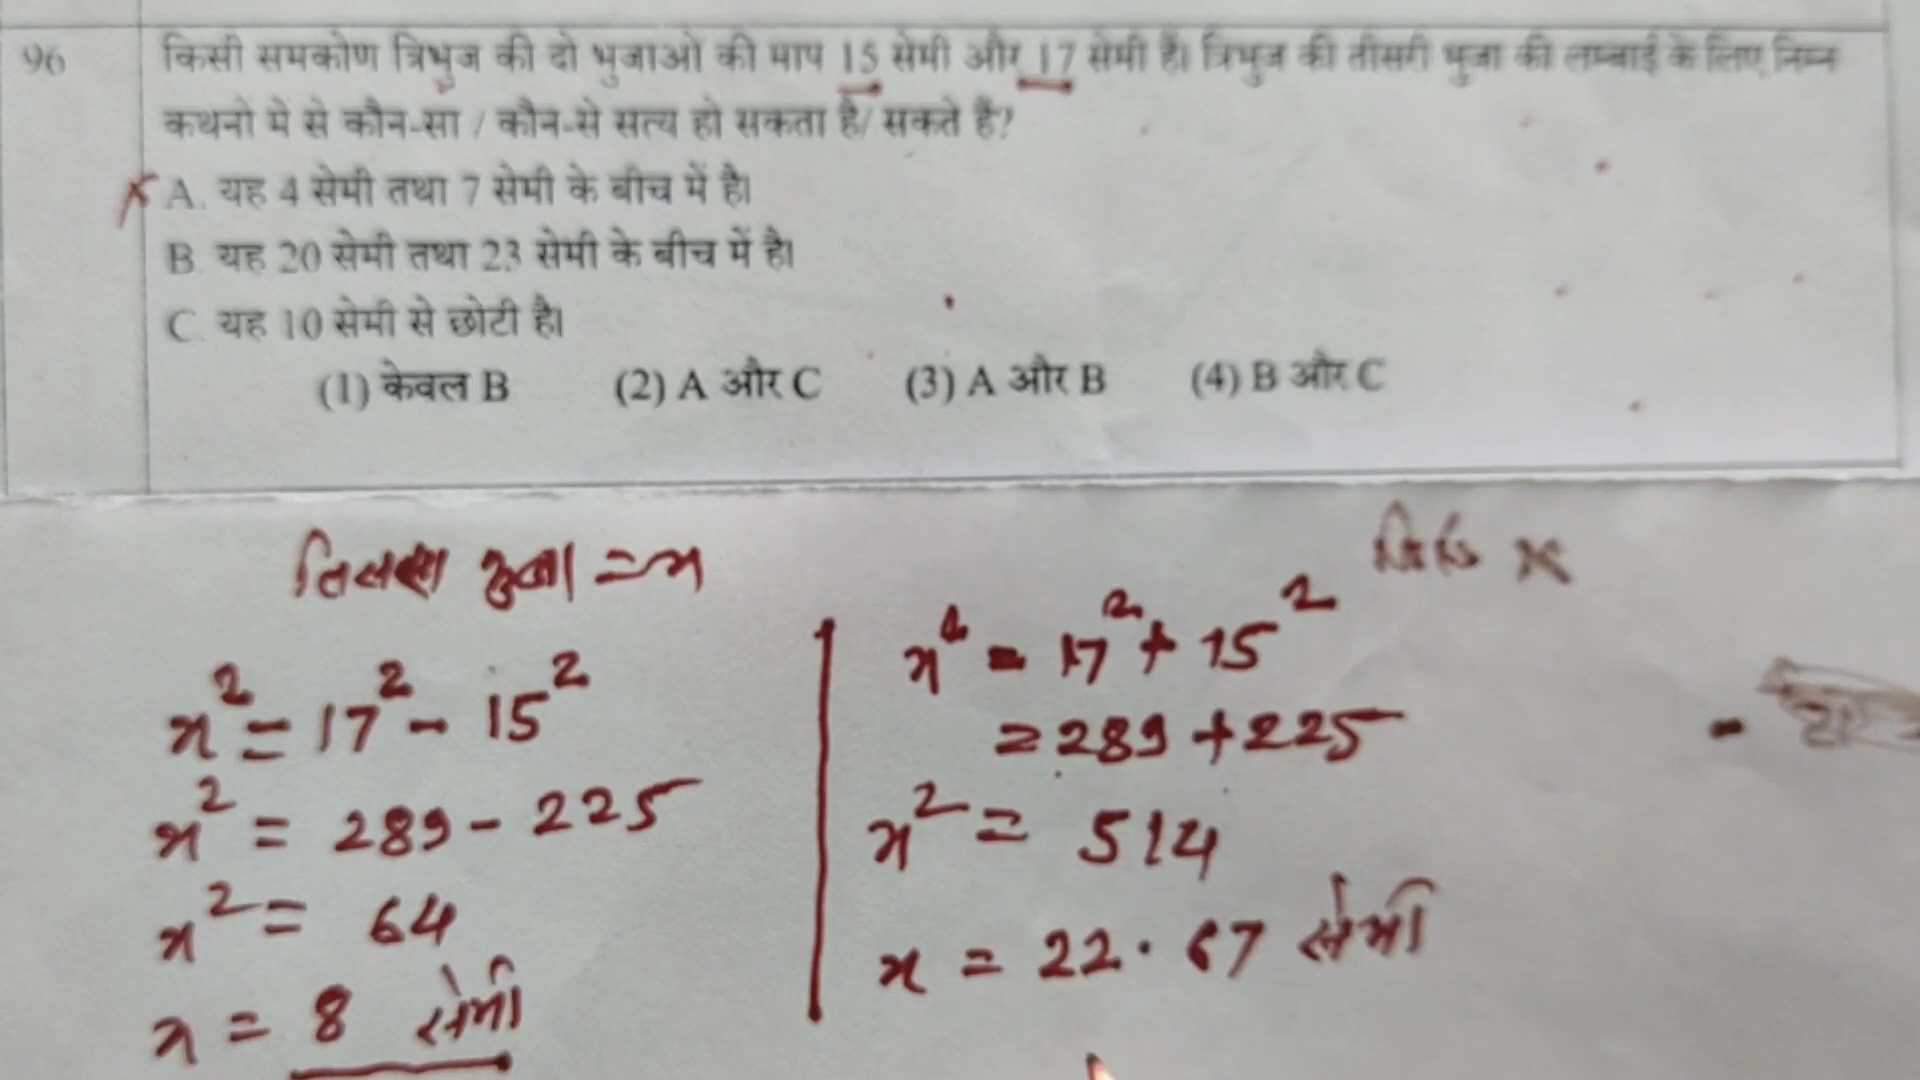 96
किसी समकोण त्रिभुज की दो भुजाओ की माप 15 सेमी और 17 सेमी है। त्रिभुज की तीसरी भुजा की लम्बाई के लिए निम्न
कथनो मे से कौन-सा / कौन-से सत्य हो सकता है/ सकते है?
A. यह 4 सेमी तथा 7 सेमी के बीच में है।
B. यह 20 सेमी तथा 23 सेमी के बीच में है।
C. यह 10 सेमी से छोटी है।
(1) केवल B (2) A और C (3) A और B (4) B और C
भुजा = x
x² = 17² - 15²
x² = 289 - 225
x² = 64
x = 8 सेमी
x² = 17² + 15²
= 289 + 225
x² = 514
x = 22.67 सेमी